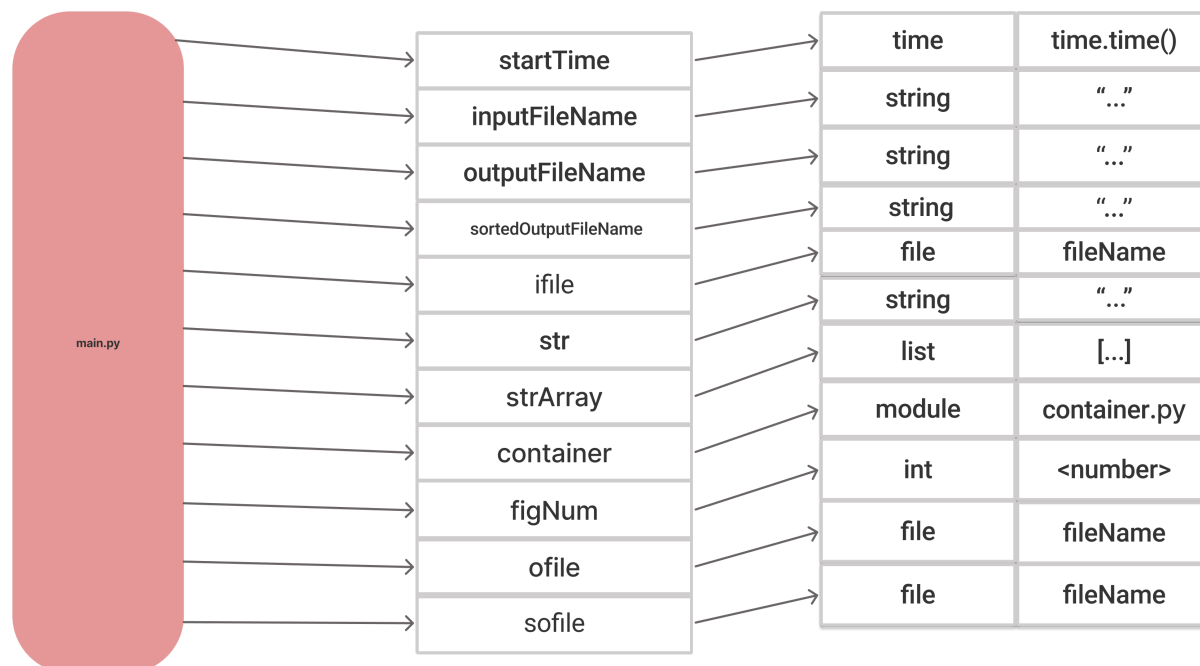 main.py
startTime
inputFileName
outputFileName
sortedOutputFileName
ifile
str
strArray
container
figNum
ofile
sofile
time time.time()
string “...”
string “...”
string “...”
file fileName
string “...”
list [...]
module container.py
int <number>
file fileName
file fileName